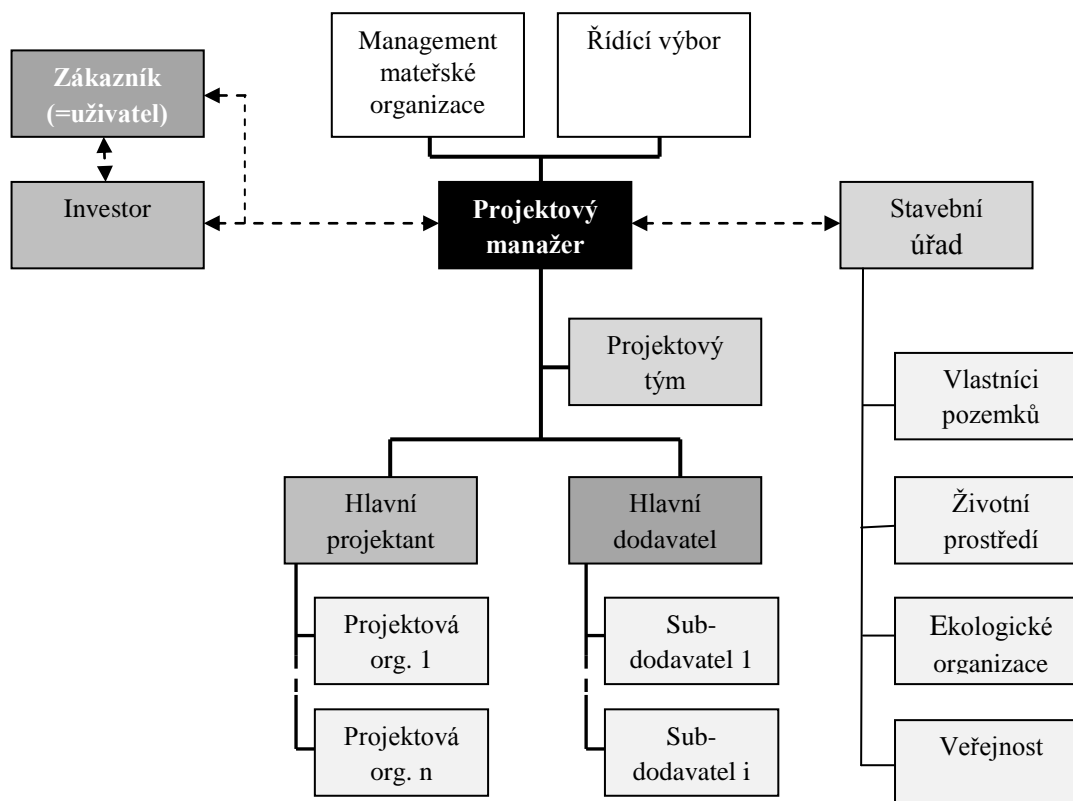 Management
mateřské
organizace
Řídící výbor
Zákazník
(=uživatel)
Investor
Projektový
manažer
Stavební
úřad
Projektový
tým
Vlastníci
pozemků
Hlavní
projektant
Hlavní
dodavatel
Životní
prostředí
Projektová
org. 1
Sub-
dodavatel 1
Ekologické
organizace
Projektová
org. n
Sub-
dodavatel i
Veřejnost